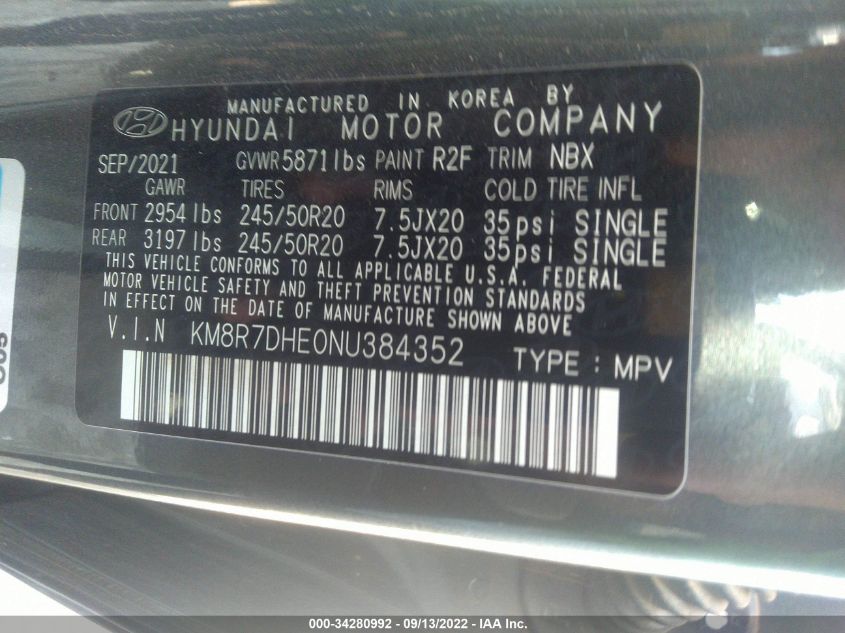 MANUFACTURED IN KOREA BY
HYUNDAI MOTOR COMPANY
SEP/2021 GVWR 5871lbs PAINT R2F TRIM NBX
GAWR TIRES RIMS COLD TIRE INFL
FRONT 2954 lbs 245/50R20 7.5JX20 35psi SINGLE
REAR 3197 lbs 245/50R20 7.5JX20 35psi SINGLE
THIS VEHICLE CONFORMS TO ALL APPLICABLE U.S.A. FEDERAL
MOTOR VEHICLE SAFETY AND THEFT PREVENTION STANDARDS
IN EFFECT ON THE DATE OF MANUFACTURE SHOWN ABOVE
V.I.N KM8R7DHE0NU384352
TYPE : MPV
000-34280992 - 09/13/2022 - IAA Inc.